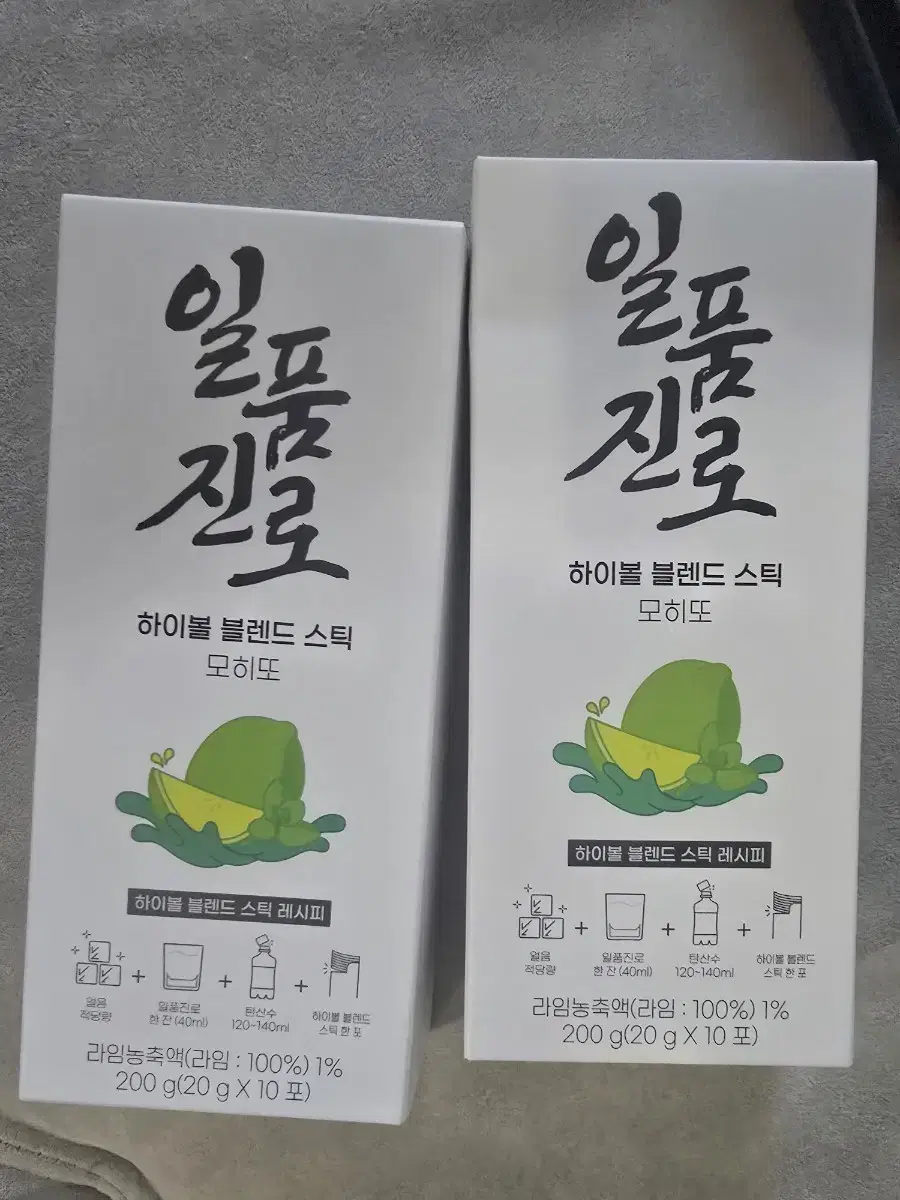 일품
진로
하이볼 블렌드 스틱
모히또
하이볼 블렌드 스틱 레시피
얼음
적당량
+
일품진로
한 잔 (40ml)
+
탄산수
120~140ml
+
하이볼 블렌드
스틱 한 포
라임농축액(라임 : 100%) 1%
200 g(20 g X 10 포)
일품
진로
하이볼 블렌드 스틱
모히또
하이볼 블렌드 스틱 레시피
얼음
적당량
+
일품진로
한 잔 (40ml)
+
탄산수
120~140ml
+
하이볼 블렌드
스틱 한 포
라임농축액(라임 : 100%) 1%
200 g(20 g X 10 포)